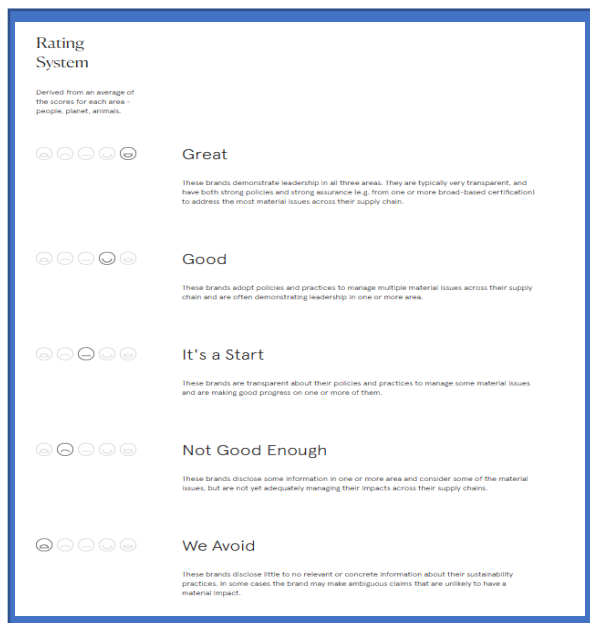 Rating
System
Derived from an average of
the scores for each area –
people, planet, animals.
Great
These brands demonstrate leadership in all three areas. They are typically very transparent, and
have both strong policies and strong assurance (e.g. from one or more broad-based certification)
to address the most material issues across their supply chain.
Good
These brands adopt policies and practices to manage multiple material issues across their supply
chain and are often demonstrating leadership in one or more area.
It's a Start
These brands are transparent about their policies and practices to manage some material issues
and are making good progress on one or more of them.
Not Good Enough
These brands disclose some information in one or more area and consider some of the material
issues, but are not yet adequately managing their impacts across their supply chains.
We Avoid
These brands disclose little to no relevant or concrete information about their sustainability
practices. In some cases the brand may make ambiguous claims that are unlikely to have a
material impact.